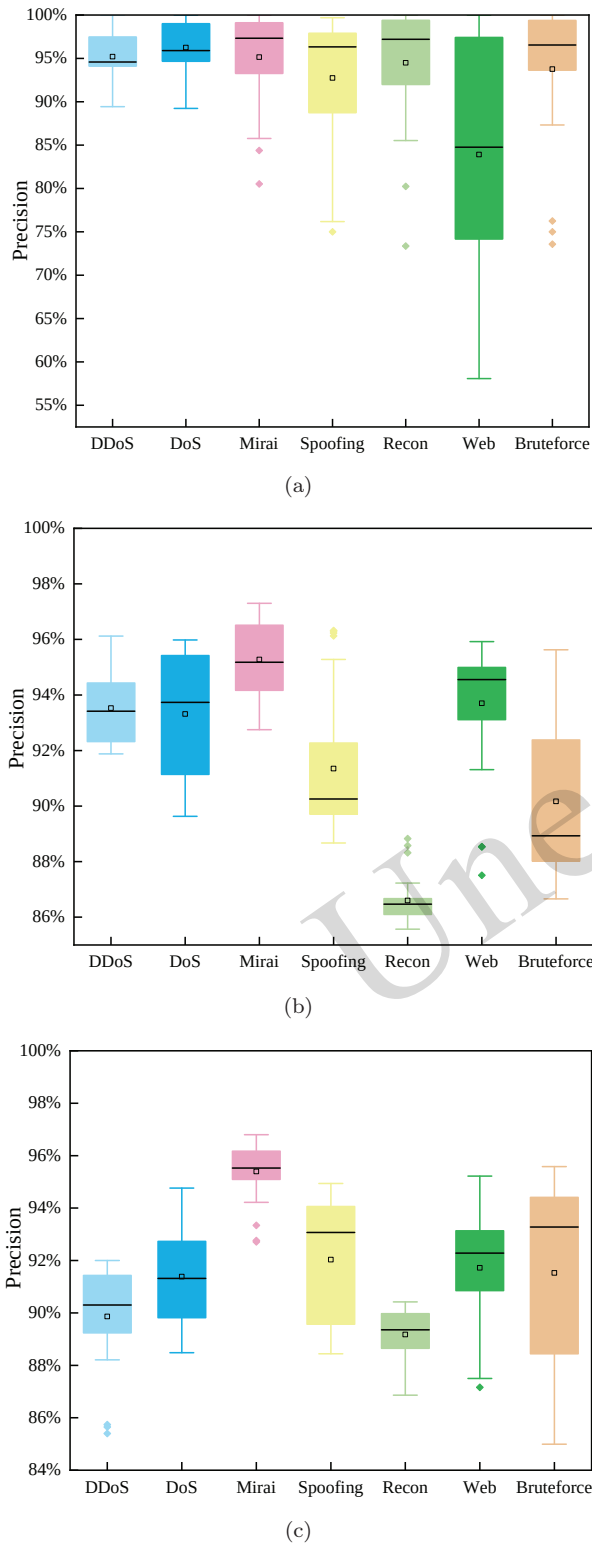 100%
95%
90%
85%
80%
75%
70%
65%
60%
55%
Precision
DDoS DoS Mirai Spoofing Recon Web Bruteforce
(a)
100%
98%
96%
94%
92%
90%
88%
86%
Precision
DDoS DoS Mirai Spoofing Recon Web Bruteforce
(b)
Une
100%
98%
96%
94%
92%
90%
88%
86%
84%
Precision
DDoS DoS Mirai Spoofing Recon Web Bruteforce
(c)